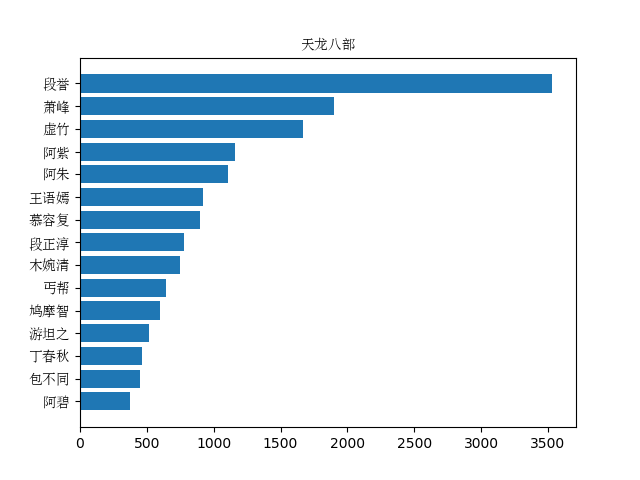 天龙八部
段誉
萧峰
虚竹
阿紫
阿朱
王语嫣
慕容复
段正淳
木婉清
丐帮
鸠摩智
游坦之
丁春秋
包不同
阿碧
0 500 1000 1500 2000 2500 3000 3500